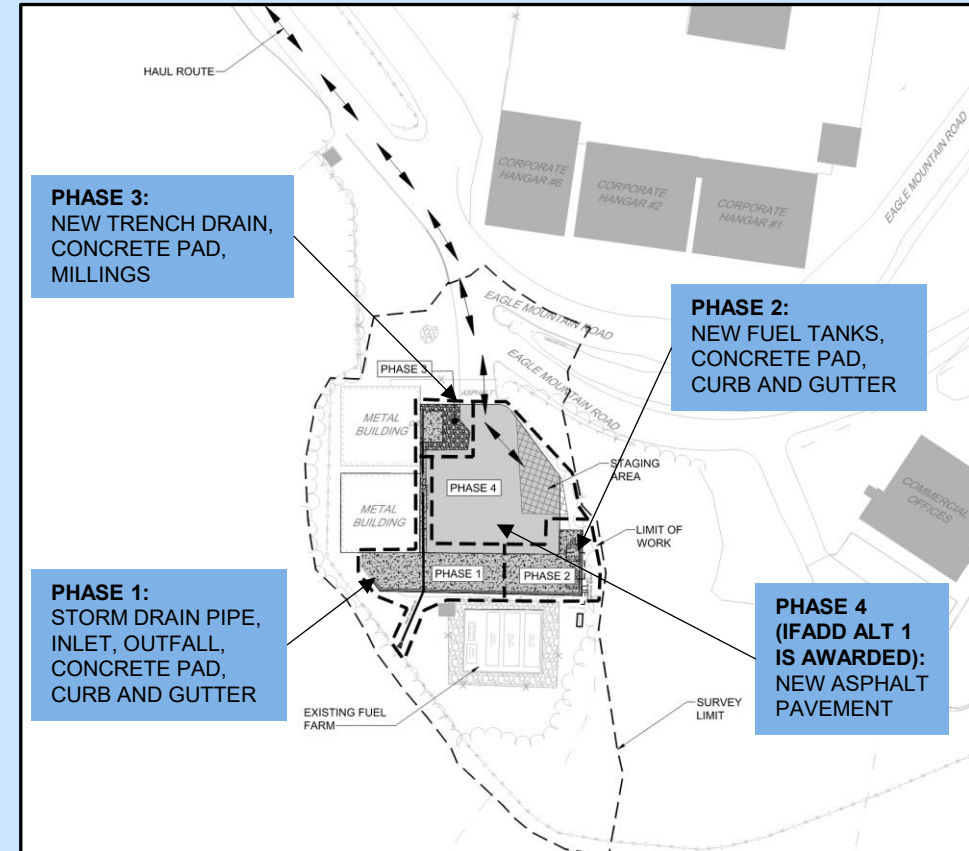 HAUL ROUTE
CORPORATE
HANGAR #6
CORPORATE
HANGAR #2
CORPORATE
HANGAR #1
EAGLE MOUNTAIN ROAD
PHASE 3:
NEW TRENCH DRAIN,
CONCRETE PAD,
MILLINGS
EAGLE MOUNTAIN ROAD
EAGLE MOUNTAIN ROAD
PHASE 2:
NEW FUEL TANKS,
CONCRETE PAD,
CURB AND GUTTER
PHASE 3
ASPHALT
METAL
BUILDING
STAGING
AREA
PHASE 4
METAL
BUILDING
COMMERCIAL
OFFICES
LIMIT OF
WORK
PHASE 1
PHASE 2
PHASE 1:
STORM DRAIN PIPE,
INLET, OUTFALL,
CONCRETE PAD,
CURB AND GUTTER
PHASE 4
(IFADD ALT 1
IS AWARDED):
NEW ASPHALT
PAVEMENT
EXISTING FUEL
FARM
SURVEY
LIMIT